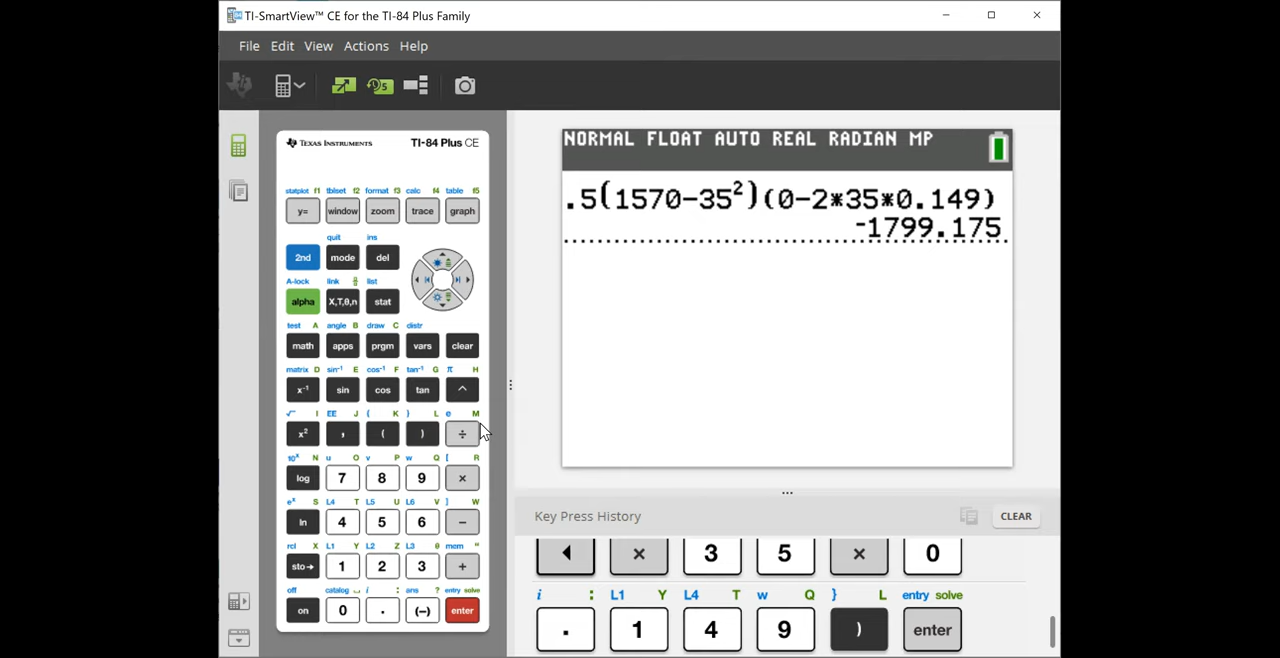 TI-SmartView™ CE for the TI-84 Plus Family
File Edit View Actions Help
TEXAS INSTRUMENTS TI-84 Plus CE
statplot f1 tblset f2 format f3 calc f4 table f5
y= window zoom trace graph
quit ins
2nd mode del
A-lock link list
alpha X,T,θ,n stat
test A angle B draw C distr
math apps prgm vars clear
matrix D sin⁻¹ E cos⁻¹ F tan⁻¹ G π H
x⁻¹ sin cos tan ^
√ I EE J { K } L e M
x² , ( ) ÷
10ˣ N u O v P w Q [ R
log 7 8 9 ×
eˣ S L4 T L5 U L6 V ] W
ln 4 5 6 −
rcl X L1 Y L2 Z L3 θ mem "
sto→ 1 2 3 +
off catalog ⎵ i : ans ? entry solve
on 0 . (−) enter
NORMAL FLOAT AUTO REAL RADIAN MP
.5(1570-35²)(0-2*35*0.149)
-1799.175
Key Press History CLEAR
× 3 5 × 0
i : L1 Y L4 T w Q } L entry solve
. 1 4 9 ) enter